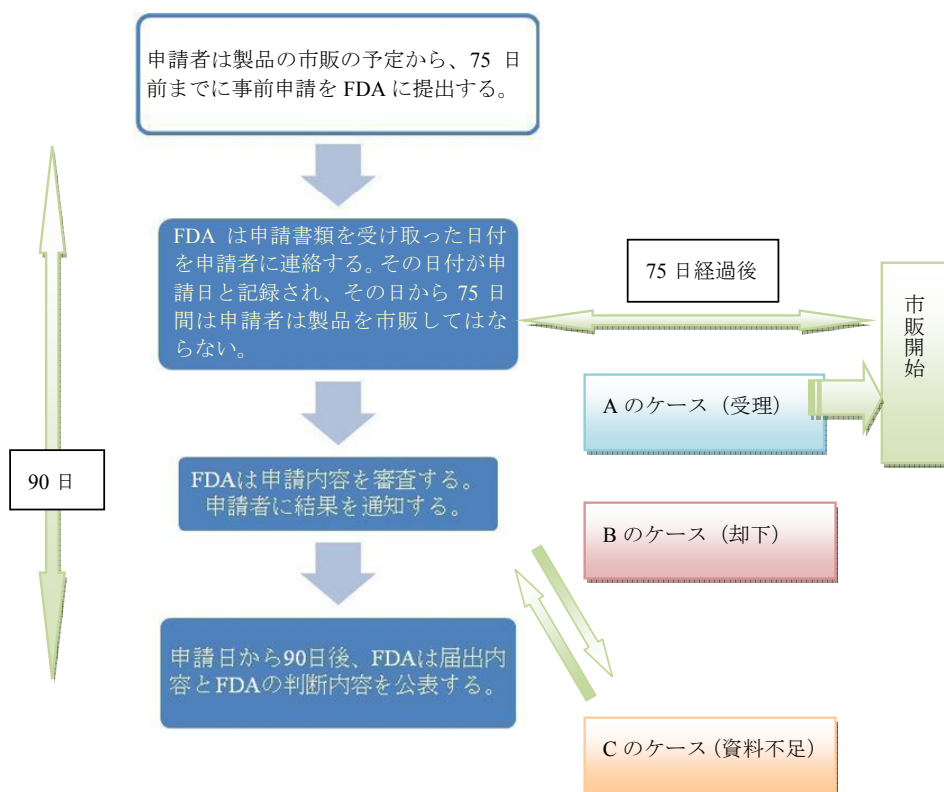 申請者は製品の市販の予定から、75 日
前までに事前申請を FDA に提出する。
FDA は申請書類を受け取った日付
を申請者に連絡する。その日付が申
請日と記録され、その日から 75 日
間は申請者は製品を市販してはな
らない。
75 日経過後
市販開始
A のケース（受理）
90 日
FDAは申請内容を審査する。
申請者に結果を通知する。
B のケース（却下）
申請日から90日後、FDAは届出内
容とFDAの判断内容を公表する。
C のケース（資料不足）